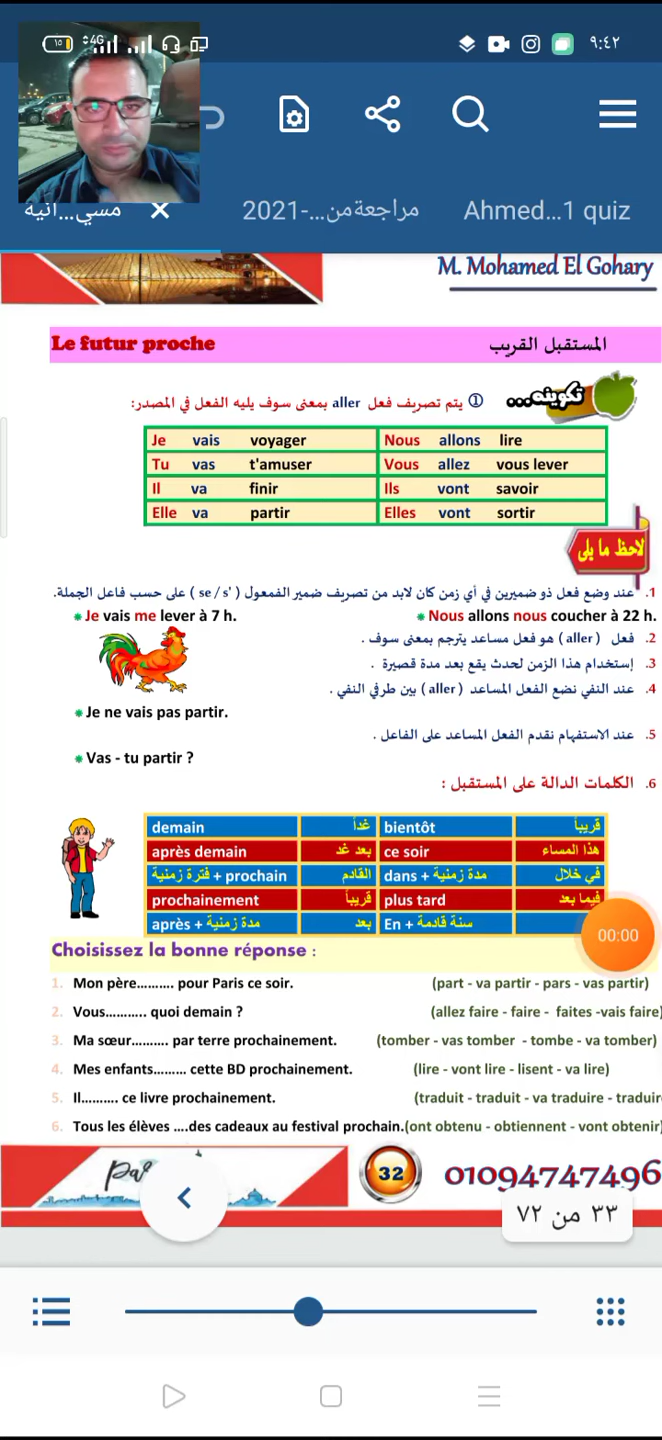 ١٥ 4G ٩:٤٢
مسي...انية مراجعةمن...-2021 Ahmed...1 quiz
M. Mohamed El Gohary
Le futur proche المستقبل القريب
تكوينه...
① يتم تصريف فعل aller بمعنى سوف يليه الفعل في المصدر:
Je vais voyager Nous allons lire
Tu vas t'amuser Vous allez vous lever
Il va finir Ils vont savoir
Elle va partir Elles vont sortir
لاحظ ما يلى
1. عند وضع فعل ذو ضميرين في أي زمن كان لابد من تصريف ضمير الفمعول ( se / s' ) على حسب فاعل الجملة.
Je vais me lever à 7 h. Nous allons nous coucher à 22 h.
2. فعل ( aller ) هو فعل مساعد يترجم بمعنى سوف .
3. إستخدام هذا الزمن لحدث يقع بعد مدة قصيرة .
4. عند النفي نضع الفعل المساعد ( aller ) بين طرفي النفي .
Je ne vais pas partir.
5. عند الاستفهام نقدم الفعل المساعد على الفاعل .
Vas - tu partir ?
6. الكلمات الدالة على المستقبل :
demain غداً bientôt قريباً
après demain بعد غد ce soir هذا المساء
فترة زمنية + prochain القادم dans + مدة زمنية في خلال
prochainement قريباً plus tard فيما بعد
après + مدة زمنية بعد En + سنة قادمة
00:00
Choisissez la bonne réponse :
1. Mon père.......... pour Paris ce soir. (part - va partir - pars - vas partir)
2. Vous........... quoi demain ? (allez faire - faire - faites -vais faire)
3. Ma sœur.......... par terre prochainement. (tomber - vas tomber - tombe - va tomber)
4. Mes enfants......... cette BD prochainement. (lire - vont lire - lisent - va lire)
5. Il.......... ce livre prochainement. (traduit - traduit - va traduire - traduir
6. Tous les élèves ....des cadeaux au festival prochain.(ont obtenu - obtiennent - vont obtenir)
32 01094747496
٣٣ من ٧٢